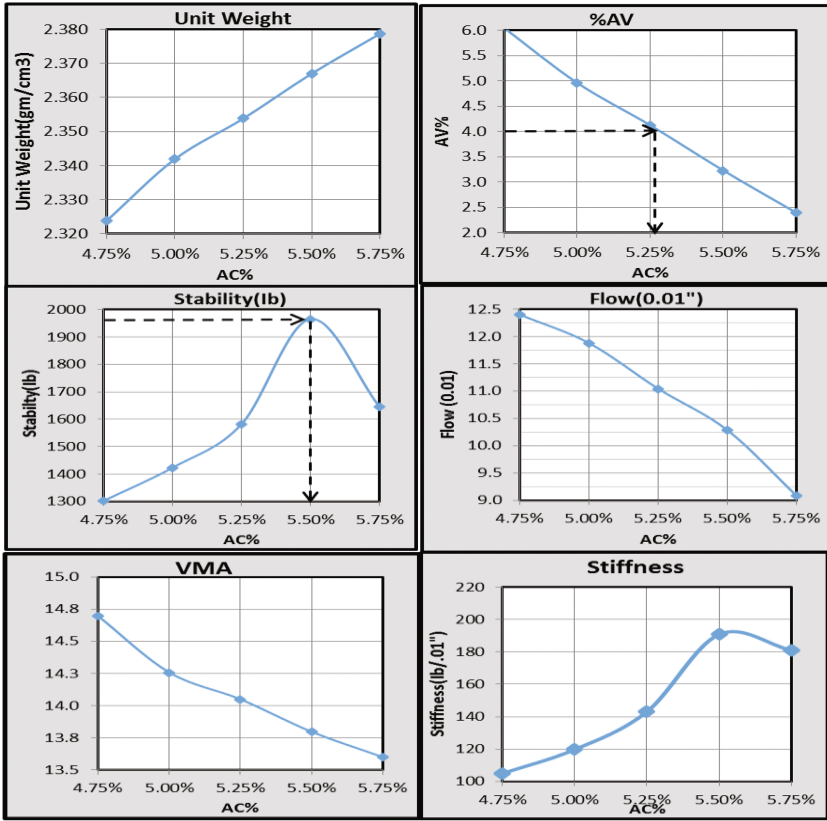 Unit Weight
Unit Weight(gm/cm3)
2.380
2.370
2.360
2.350
2.340
2.330
2.320
4.75% 5.00% 5.25% 5.50% 5.75%
AC%
%AV
AV%
6.0
5.0
4.5
4.0
3.5
3.0
2.5
2.0
4.75% 5.00% 5.25% 5.50% 5.75%
AC%
Stability(Ib)
Stabilty(Ib)
2000
1900
1800
1700
1600
1500
1400
1300
4.75% 5.00% 5.25% 5.50% 5.75%
AC%
Flow(0.01")
Flow (0.01)
12.5
12.0
11.5
11.0
10.5
10.0
9.5
9.0
4.75% 5.00% 5.25% 5.50% 5.75%
AC%
VMA
15.0
14.8
14.5
14.3
14.0
13.8
13.5
4.75% 5.00% 5.25% 5.50% 5.75%
AC%
Stiffness
Stiffness(Ib/.01")
220
200
180
160
140
120
100
4.75% 5.00% 5.25% 5.50% 5.75%
AC%